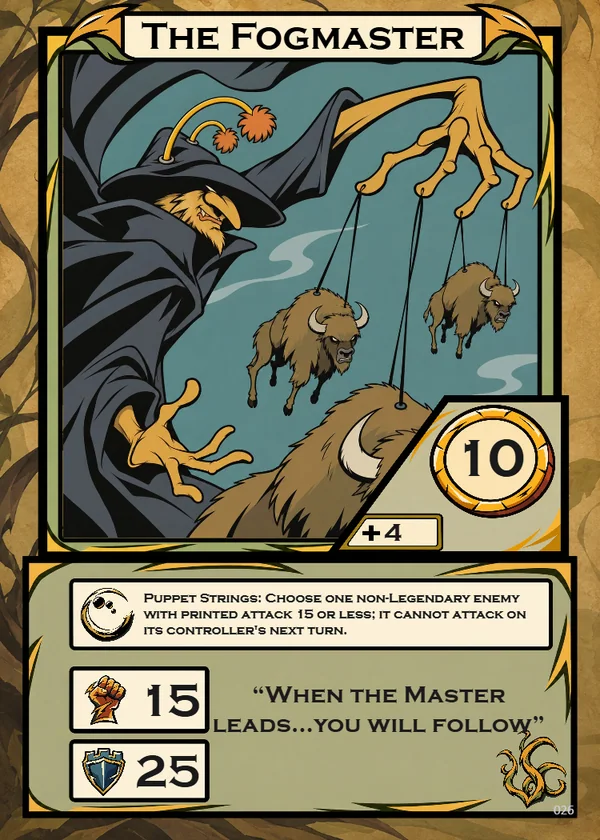 The Fogmaster
10
+4
Puppet Strings: Choose one non-Legendary enemy
with printed attack 15 or less; it cannot attack on
its controller's next turn.
15
25
“When the Master
leads...you will follow”
026